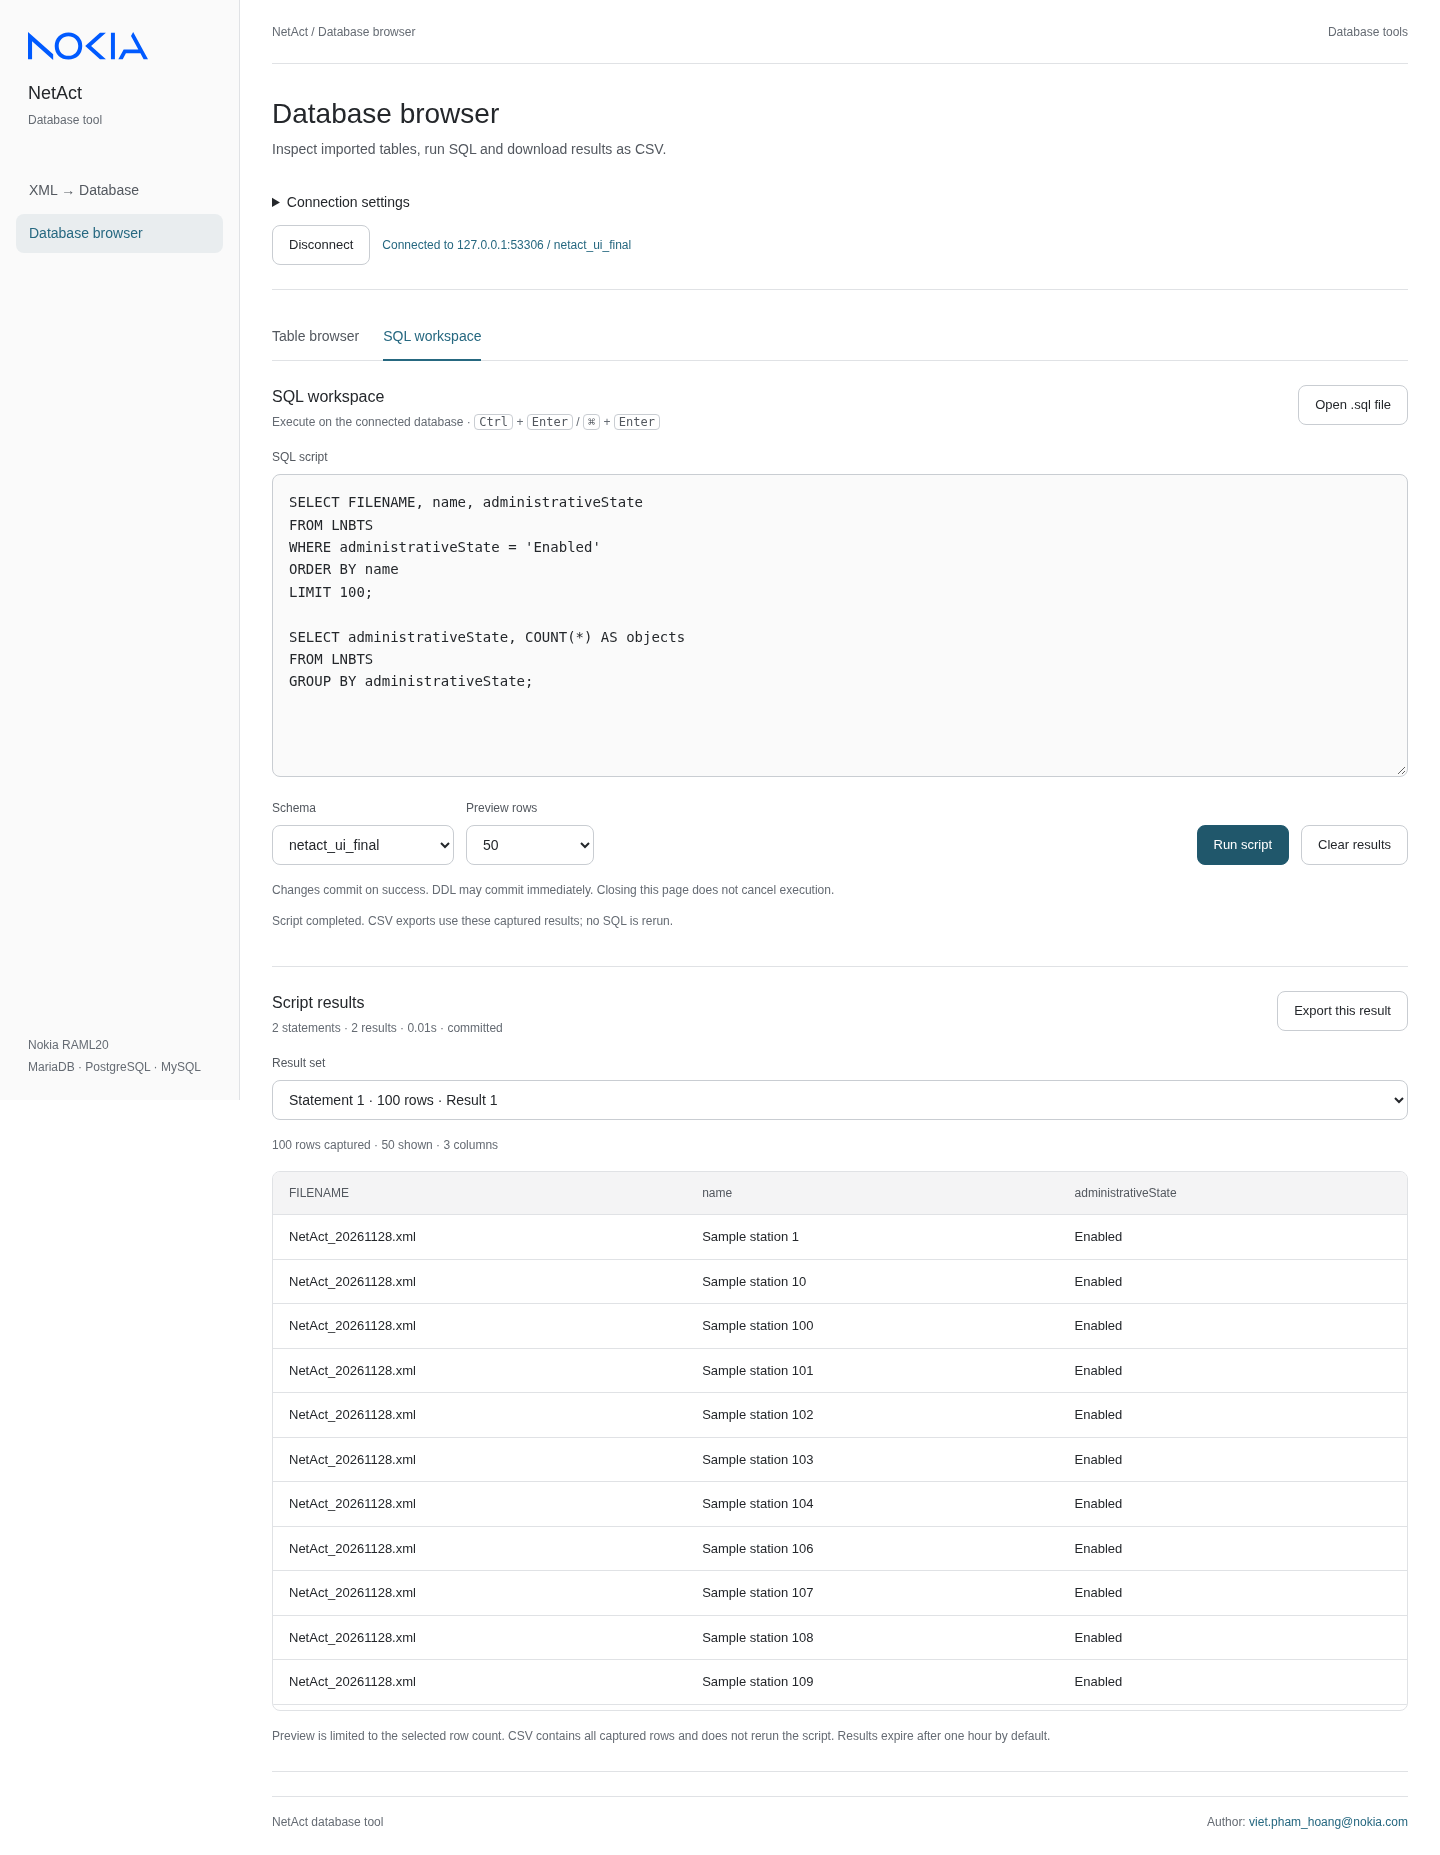 NOKIA
NetAct
Database tool
XML → Database
Database browser
Nokia RAML20
MariaDB · PostgreSQL · MySQL
NetAct / Database browser
Database tools
Database browser
Inspect imported tables, run SQL and download results as CSV.
Connection settings
Disconnect
Connected to 127.0.0.1:53306 / netact_ui_final
Table browser
SQL workspace
SQL workspace
Execute on the connected database · Ctrl + Enter / ⌘ + Enter
Open .sql file
SQL script
SELECT FILENAME, name, administrativeState
FROM LNBTS
WHERE administrativeState = 'Enabled'
ORDER BY name
LIMIT 100;
SELECT administrativeState, COUNT(*) AS objects
FROM LNBTS
GROUP BY administrativeState;
Schema
Preview rows
netact_ui_final
50
Run script
Clear results
Changes commit on success. DDL may commit immediately. Closing this page does not cancel execution.
Script completed. CSV exports use these captured results; no SQL is rerun.
Script results
2 statements · 2 results · 0.01s · committed
Export this result
Result set
Statement 1 · 100 rows · Result 1
100 rows captured · 50 shown · 3 columns
FILENAME name administrativeState
NetAct_20261128.xml Sample station 1 Enabled
NetAct_20261128.xml Sample station 10 Enabled
NetAct_20261128.xml Sample station 100 Enabled
NetAct_20261128.xml Sample station 101 Enabled
NetAct_20261128.xml Sample station 102 Enabled
NetAct_20261128.xml Sample station 103 Enabled
NetAct_20261128.xml Sample station 104 Enabled
NetAct_20261128.xml Sample station 106 Enabled
NetAct_20261128.xml Sample station 107 Enabled
NetAct_20261128.xml Sample station 108 Enabled
NetAct_20261128.xml Sample station 109 Enabled
Preview is limited to the selected row count. CSV contains all captured rows and does not rerun the script. Results expire after one hour by default.
NetAct database tool
Author: viet.pham_hoang@nokia.com